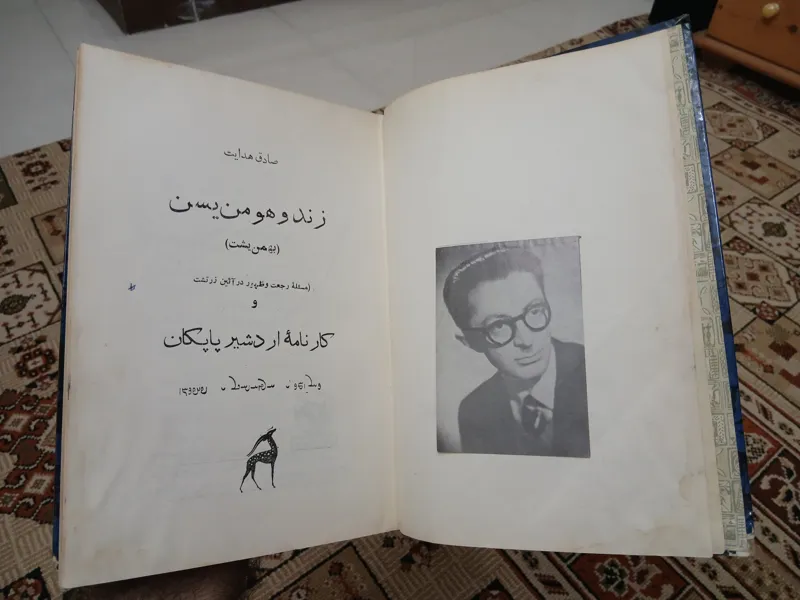 صادق هدایت
زند و هومن یسن
(بهمن یشت)
(مسئلهٔ رجعت و ظهور در آئین زرتشت
و
کارنامهٔ اردشیر پاپکان